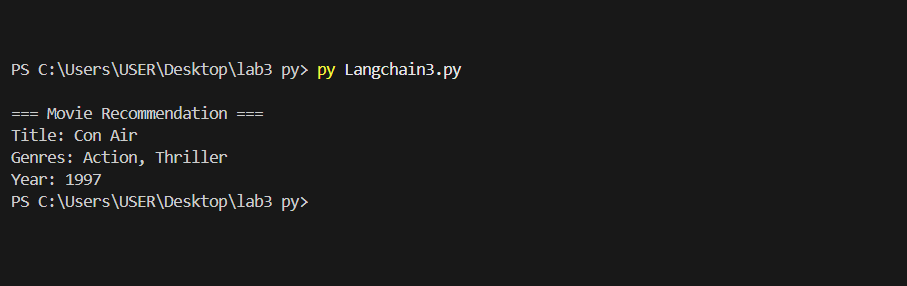 PS C:\Users\USER\Desktop\lab3 py> py Langchain3.py
=== Movie Recommendation ===
Title: Con Air
Genres: Action, Thriller
Year: 1997
PS C:\Users\USER\Desktop\lab3 py>